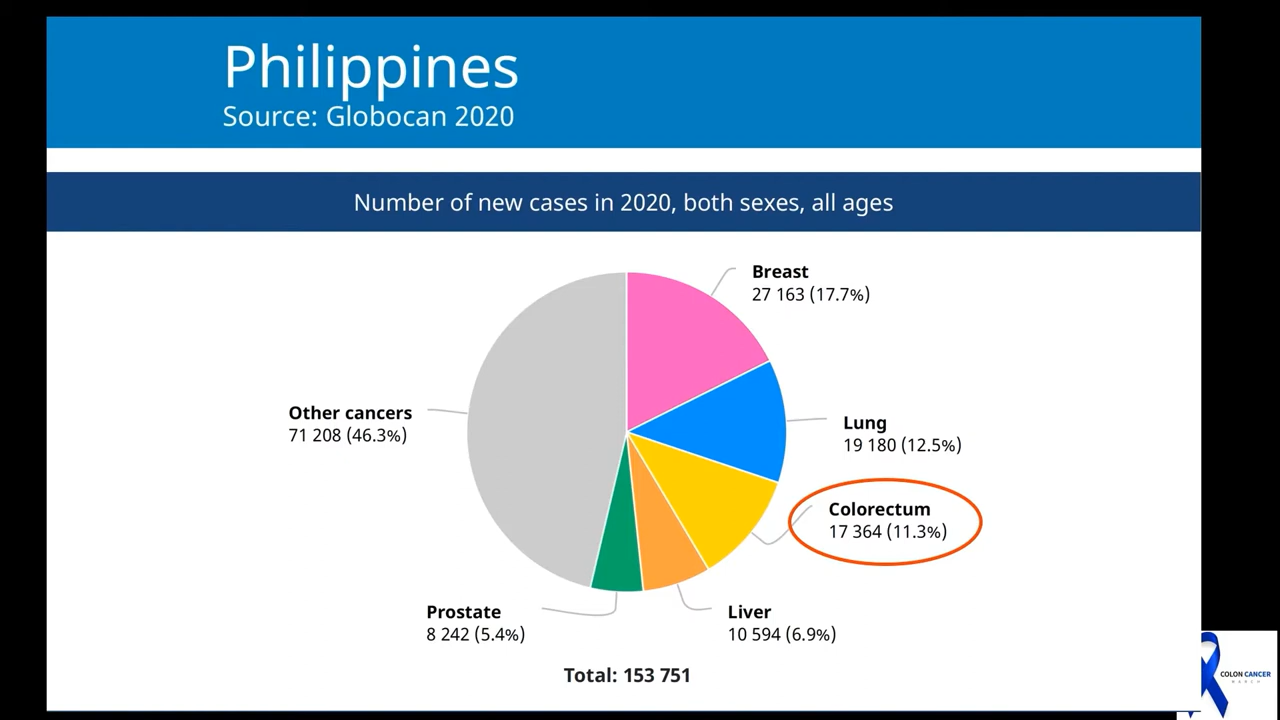 Philippines
Source: Globocan 2020
Number of new cases in 2020, both sexes, all ages
Breast
27 163 (17.7%)
Lung
19 180 (12.5%)
Colorectum
17 364 (11.3%)
Liver
10 594 (6.9%)
Prostate
8 242 (5.4%)
Other cancers
71 208 (46.3%)
Total: 153 751
COLON CANCER
MARCH